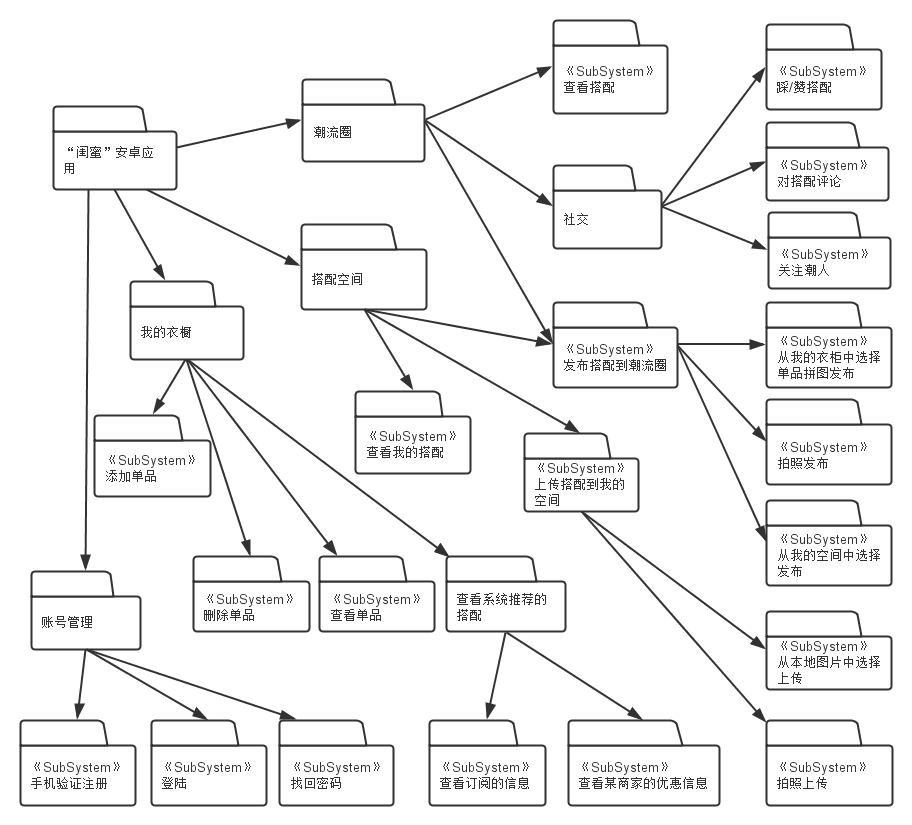 《SubSystem》
查看搭配
《SubSystem》
踩/赞搭配
潮流圈
“闺蜜”安卓应
用
《SubSystem》
对搭配评论
社交
《SubSystem》
关注潮人
搭配空间
我的衣橱
《SubSystem》
发布搭配到潮流圈
《SubSystem》
从我的衣柜中选择
单品拼图发布
《SubSystem》
添加单品
《SubSystem》
查看我的搭配
《SubSystem》
上传搭配到我的
空间
《SubSystem》
拍照发布
《SubSystem》
从我的空间中选择
发布
账号管理
《SubSystem》
删除单品
《SubSystem》
查看单品
查看系统推荐的
搭配
《SubSystem》
从本地图片中选择
上传
《SubSystem》
手机验证注册
《SubSystem》
登陆
《SubSystem》
找回密码
《SubSystem》
查看订阅的信息
《SubSystem》
查看某商家的优惠信息
《SubSystem》
拍照上传